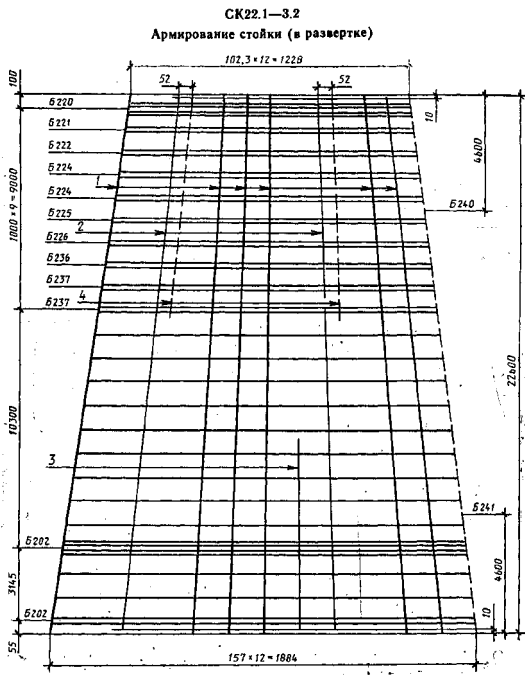 СК22.1—3.2
Армирование стойки (в развертке)
102,3 × 12 = 1228
52
52
100
Б220
Б221
Б222
Б224
1
Б224
Б225
2
Б226
Б236
Б237
4
Б237
1000 × 9 = 9000
10
4600
Б240
22600
10300
3
Б241
Б202
4600
3145
Б202
10
55
157 × 12 = 1884